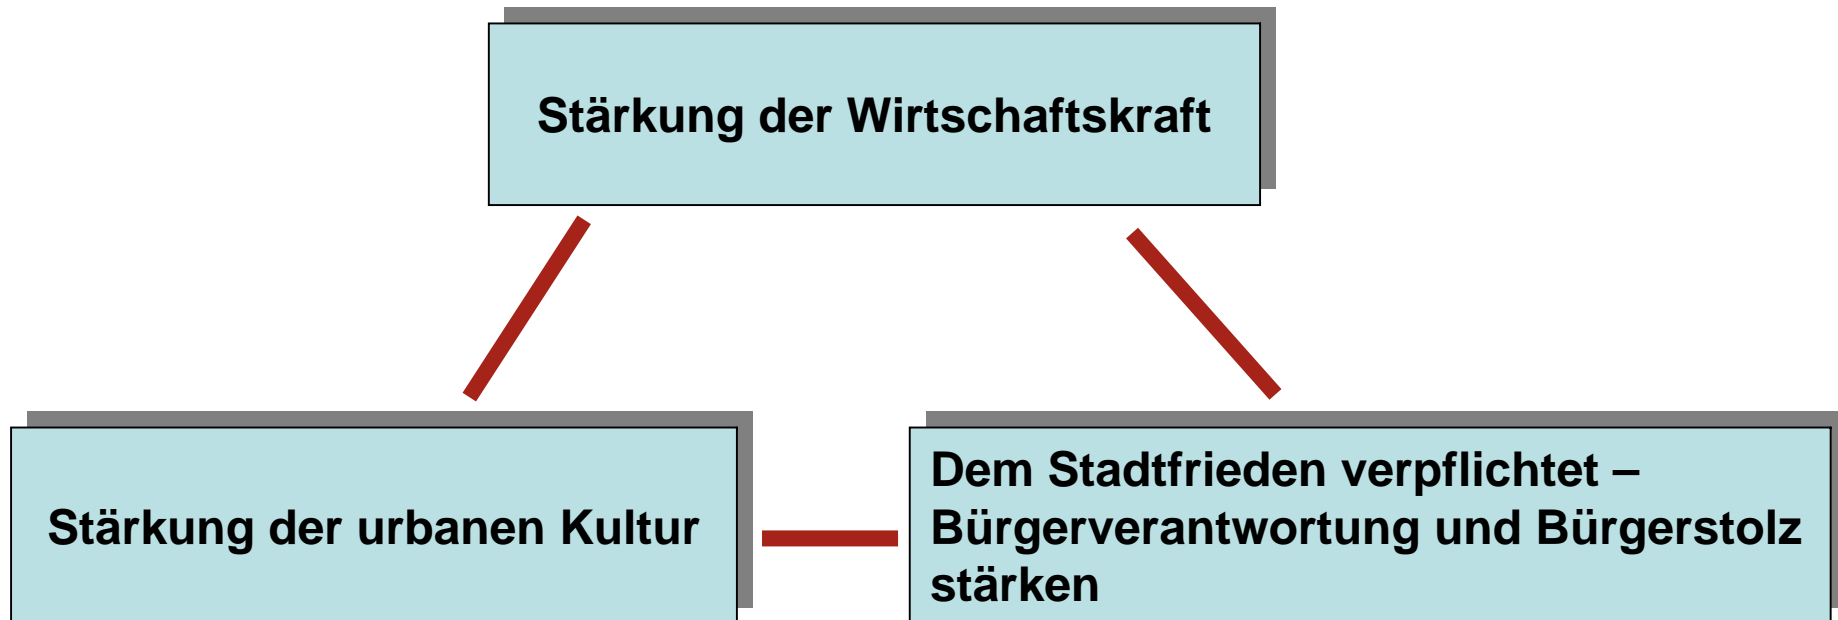 Stärkung der Wirtschaftskraft
Stärkung der urbanen Kultur
Dem Stadtfrieden verpflichtet –
Bürgerverantwortung und Bürgerstolz
stärken